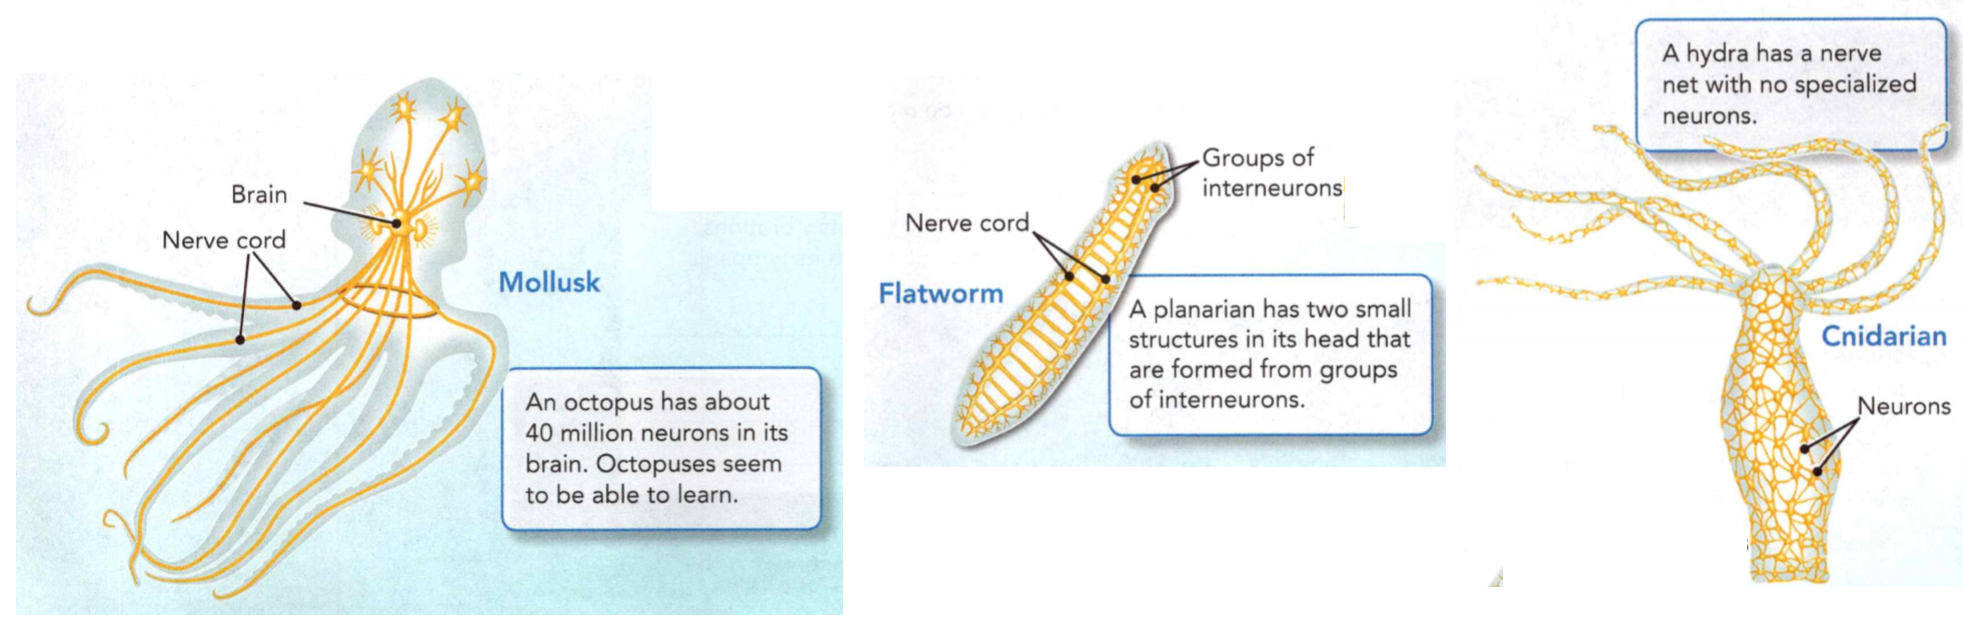 Brain
Nerve cord
Mollusk
An octopus has about
40 million neurons in its
brain. Octopuses seem
to be able to learn.
Groups of
interneurons
Nerve cord
Flatworm
A planarian has two small
structures in its head that
are formed from groups
of interneurons.
A hydra has a nerve
net with no specialized
neurons.
Cnidarian
Neurons